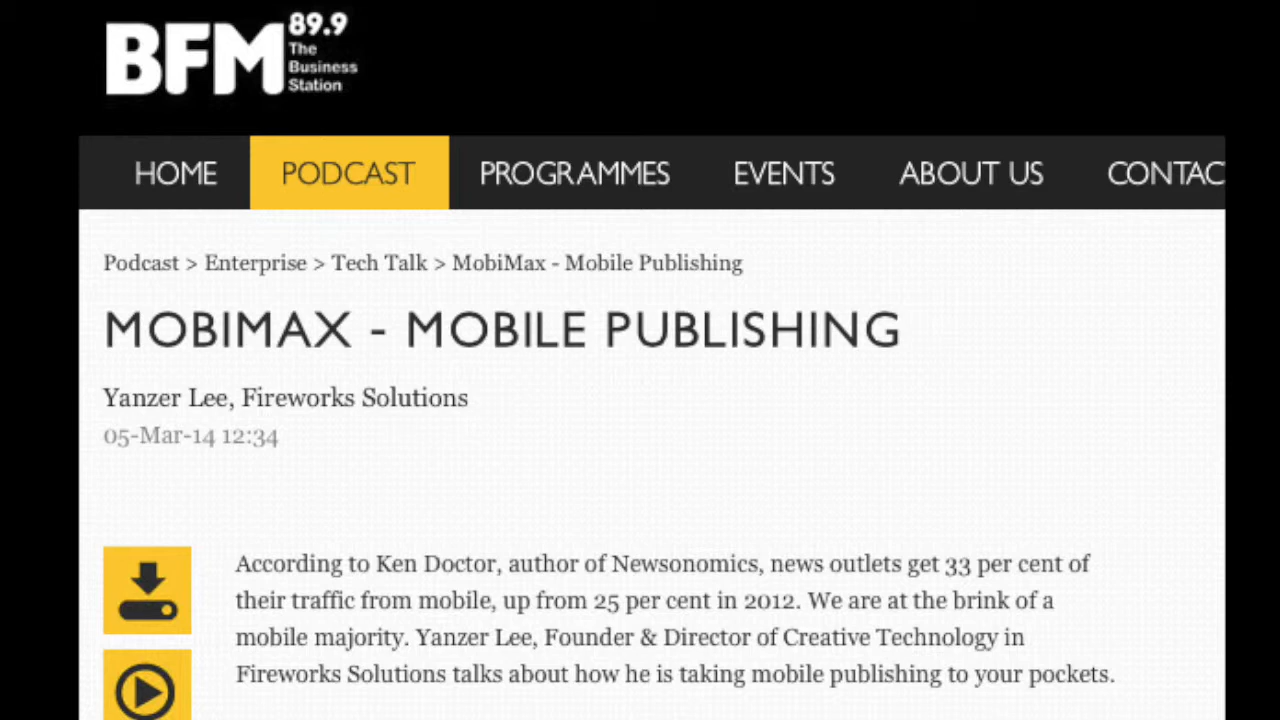 BFM 89.9
The
Business
Station
HOME PODCAST PROGRAMMES EVENTS ABOUT US CONTAC
Podcast > Enterprise > Tech Talk > MobiMax - Mobile Publishing
MOBIMAX - MOBILE PUBLISHING
Yanzer Lee, Fireworks Solutions
05-Mar-14 12:34
According to Ken Doctor, author of Newsonomics, news outlets get 33 per cent of
their traffic from mobile, up from 25 per cent in 2012. We are at the brink of a
mobile majority. Yanzer Lee, Founder & Director of Creative Technology in
Fireworks Solutions talks about how he is taking mobile publishing to your pockets.